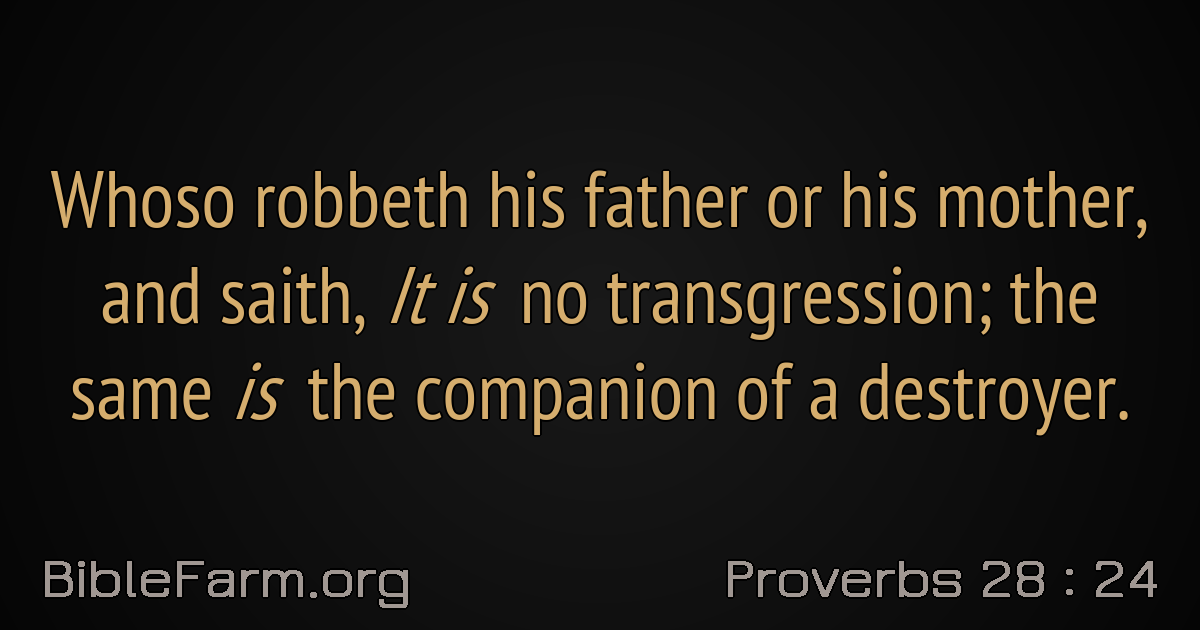 Whoso robbeth his father or his mother,
and saith, It is no transgression; the
same is the companion of a destroyer.
BibleFarm.org
Proverbs 28 : 24